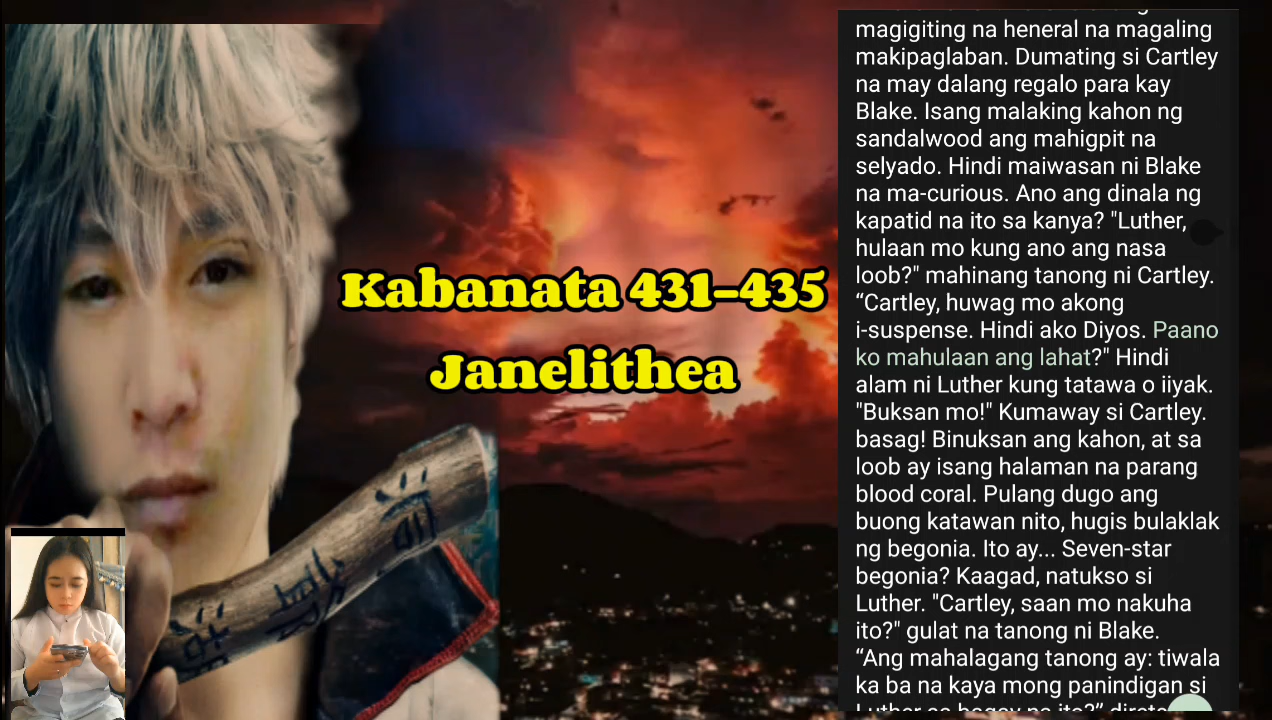 Kabanata 431-435
Janelithea
magigiting na heneral na magaling
makipaglaban. Dumating si Cartley
na may dalang regalo para kay
Blake. Isang malaking kahon ng
sandalwood ang mahigpit na
selyado. Hindi maiwasan ni Blake
na ma-curious. Ano ang dinala ng
kapatid na ito sa kanya? "Luther,
hulaan mo kung ano ang nasa
loob?" mahinang tanong ni Cartley.
“Cartley, huwag mo akong
i-suspense. Hindi ako Diyos. Paano
ko mahulaan ang lahat?" Hindi
alam ni Luther kung tatawa o iiyak.
"Buksan mo!" Kumaway si Cartley.
basag! Binuksan ang kahon, at sa
loob ay isang halaman na parang
blood coral. Pulang dugo ang
buong katawan nito, hugis bulaklak
ng begonia. Ito ay... Seven-star
begonia? Kaagad, natukso si
Luther. "Cartley, saan mo nakuha
ito?" gulat na tanong ni Blake.
“Ang mahalagang tanong ay: tiwala
ka ba na kaya mong panindigan si